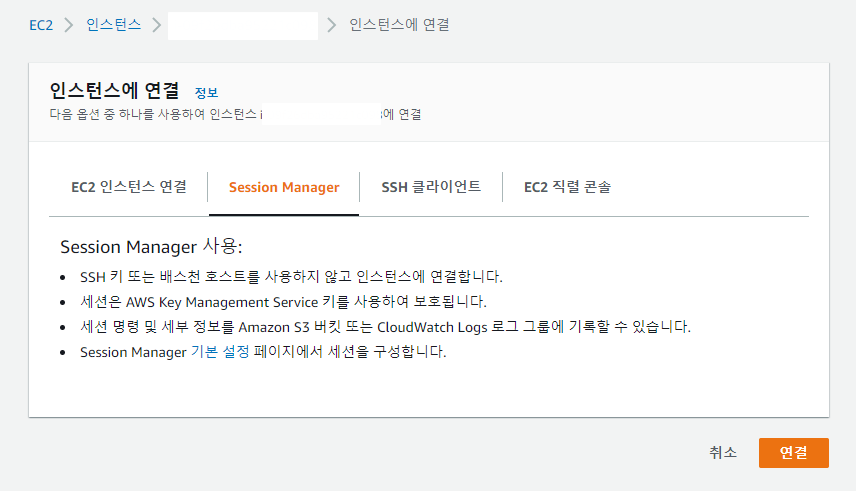 EC2 > 인스턴스 > > 인스턴스에 연결
인스턴스에 연결 정보
다음 옵션 중 하나를 사용하여 인스턴스 i 에 연결
EC2 인스턴스 연결 Session Manager SSH 클라이언트 EC2 직렬 콘솔
Session Manager 사용:
• SSH 키 또는 배스천 호스트를 사용하지 않고 인스턴스에 연결합니다.
• 세션은 AWS Key Management Service 키를 사용하여 보호됩니다.
• 세션 명령 및 세부 정보를 Amazon S3 버킷 또는 CloudWatch Logs 로그 그룹에 기록할 수 있습니다.
• Session Manager 기본 설정 페이지에서 세션을 구성합니다.
취소 연결